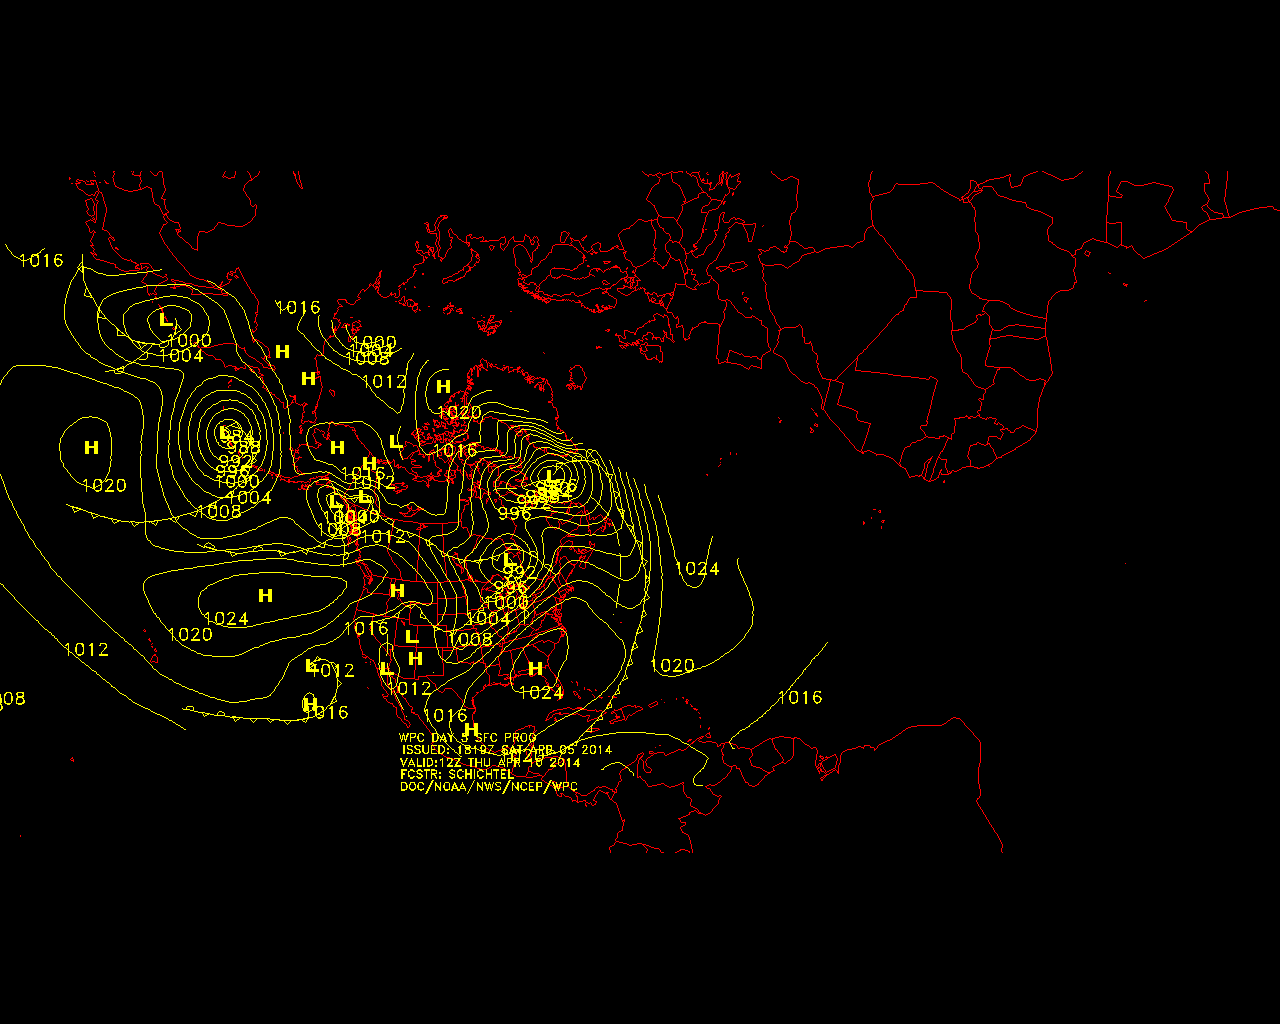 1016
1016
1000
1004
1000
1004
1008
1012
H
H
H
L
1020
1016
H
L
984
988
992
996
1000
1004
1008
H
1020
H
L
H
1016
1012
L
L
1000
1008
1012
L
992
996
L
992
996
1000
1004
1008
1024
H
1024
1020
H
1016
1012
L
L
H
1012
L
1012
H
1016
H
1024
1020
1016
08
1016
H
1020
WPC DAY 5 SFC PROG
ISSUED: 1819Z SAT APR 05 2014
VALID:12Z THU APR 10 2014
FCSTR: SCHICHTEL
DOC/NOAA/NWS/NCEP/WPC